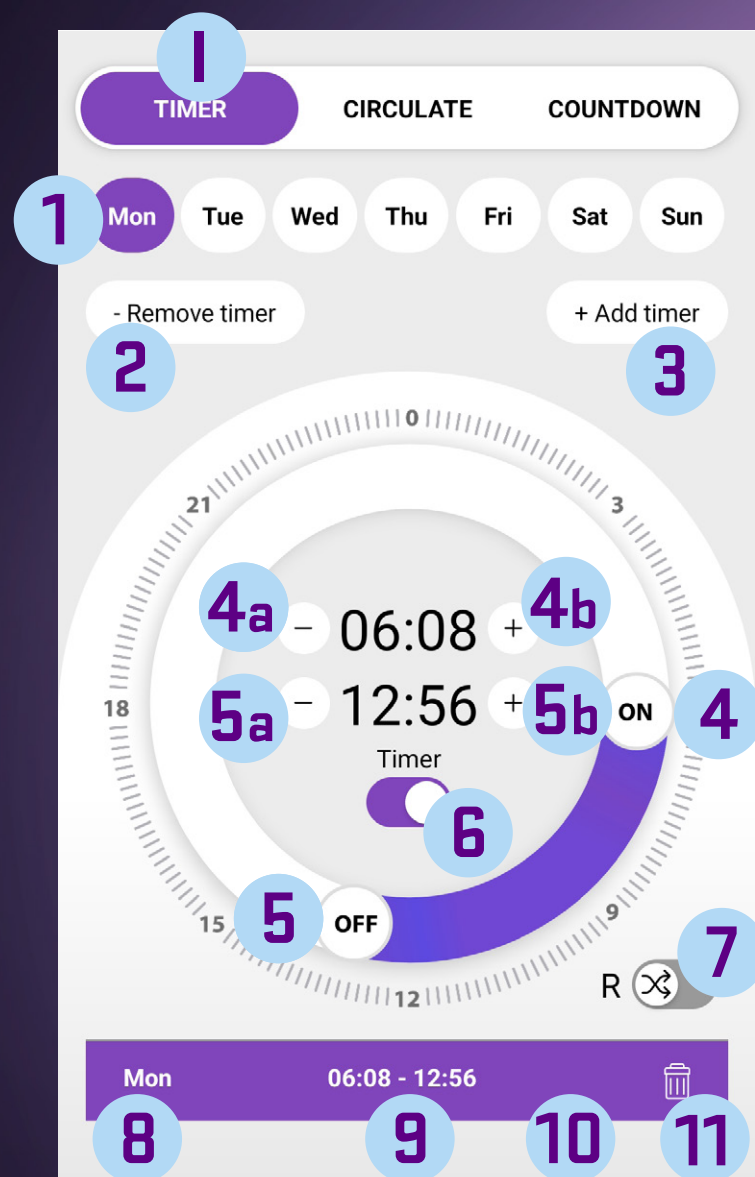 I
TIMER CIRCULATE COUNTDOWN
1 Mon Tue Wed Thu Fri Sat Sun
- Remove timer + Add timer
2 3
0
21 3
4a − 06:08 + 4b
5a − 12:56 + 5b ON 4
18
Timer
6
5 OFF
15 9
7
R
12
Mon 06:08 - 12:56
8 9 10 11